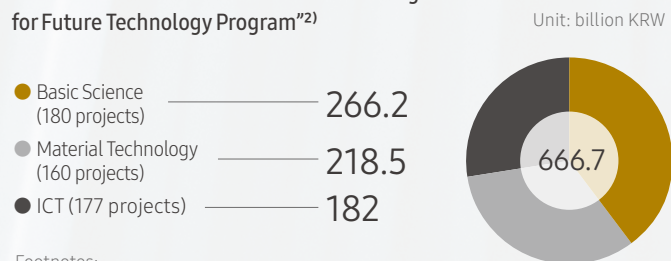 for Future Technology Program”2)
Unit: billion KRW
Basic Science
(180 projects)
266.2
Material Technology
(160 projects)
218.5
ICT (177 projects)
182
666.7
Footnotes: